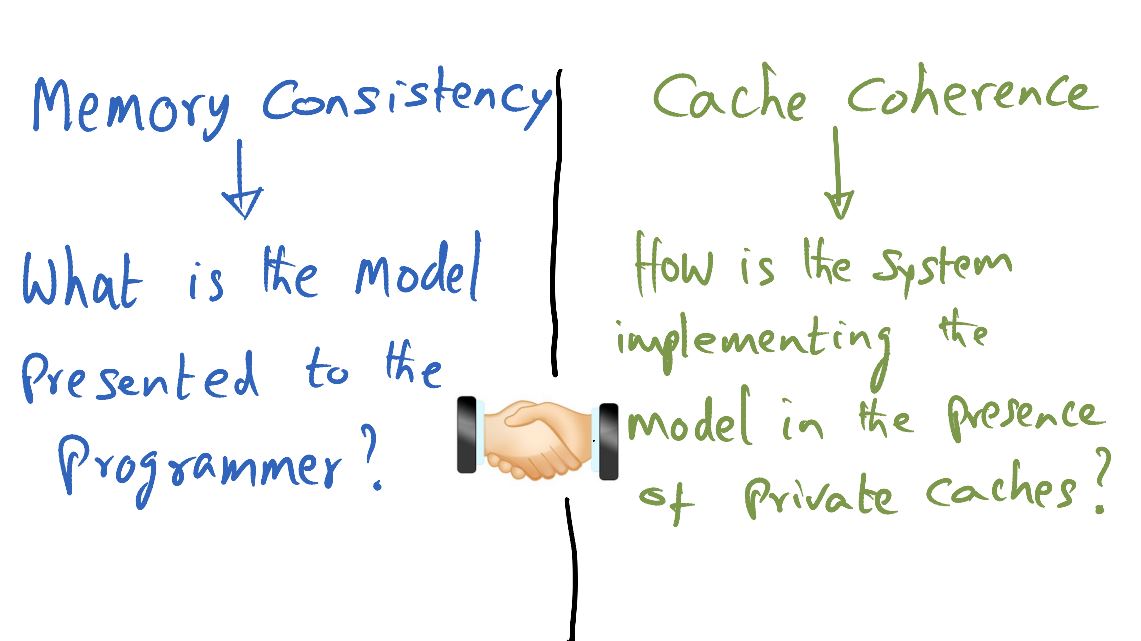 Memory Consistency
What is the model
Presented to the
Programmer?
Cache Coherence
How is the system
implementing the
model in the presence
of private caches?